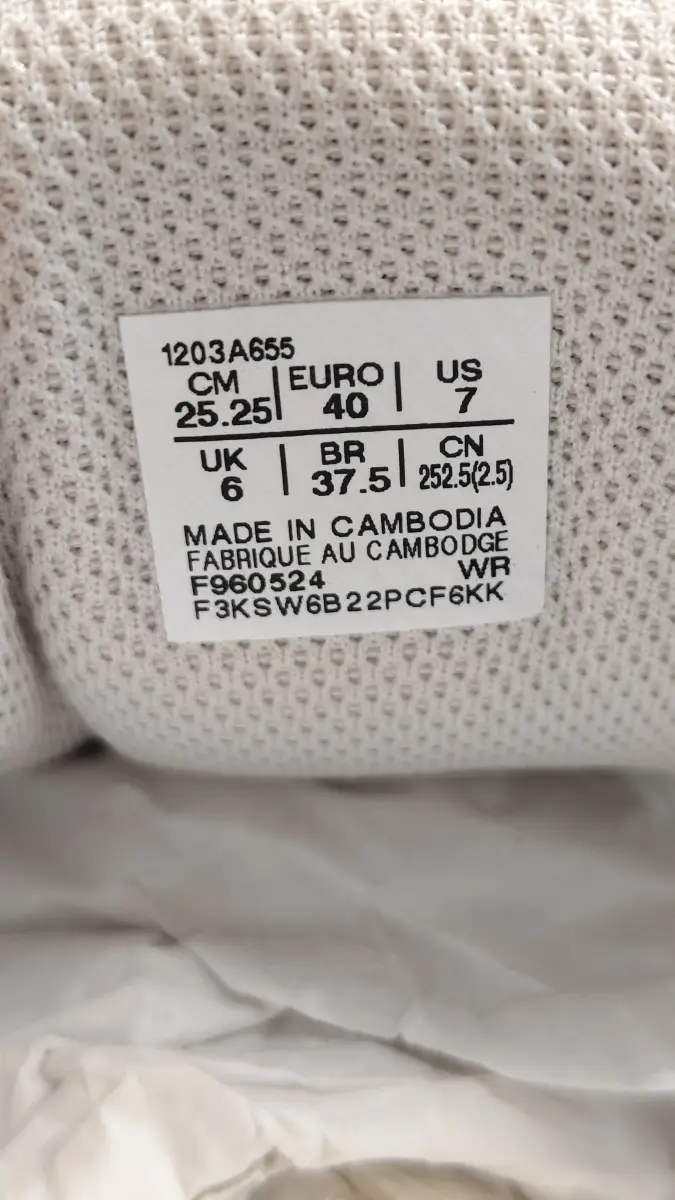 1203A655
CM | EURO | US
25.25 | 40 | 7
UK | BR | CN
6 | 37.5 | 252.5(2.5)
MADE IN CAMBODIA
FABRIQUE AU CAMBODGE
F960524 WR
F3KSW6B22PCF6KK